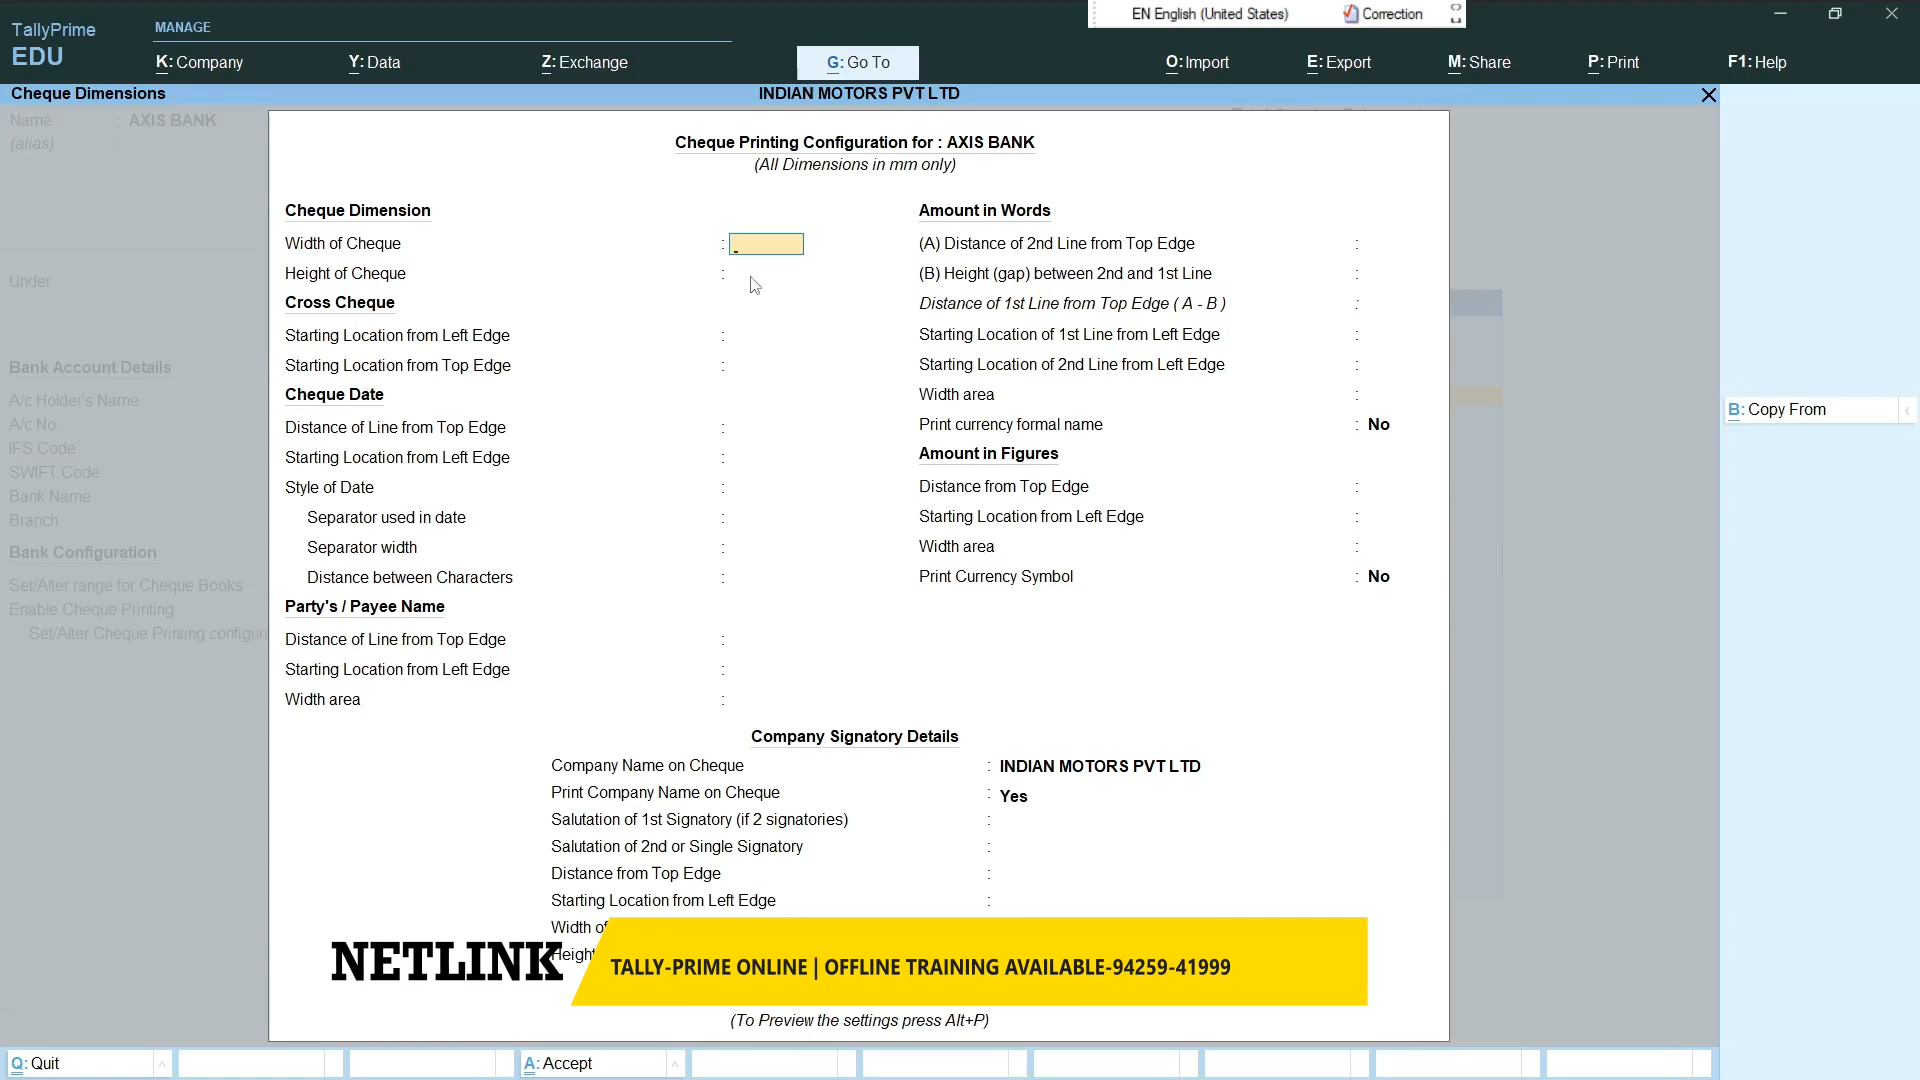 EN English (United States) Correction
TallyPrime
EDU
MANAGE
K: Company Y: Data Z: Exchange G: Go To O: Import E: Export M: Share P: Print F1: Help
Cheque Dimensions INDIAN MOTORS PVT LTD
Name : AXIS BANK
(alias) :
Under
Bank Account Details
A/c Holder's Name
A/c No.
IFS Code
SWIFT Code
Bank Name
Branch
Bank Configuration
Set/Alter range for Cheque Books
Enable Cheque Printing
Set/Alter Cheque Printing
Cheque Printing Configuration for : AXIS BANK
(All Dimensions in mm only)
Cheque Dimension
Width of Cheque :
Height of Cheque :
Cross Cheque
Starting Location from Left Edge :
Starting Location from Top Edge :
Cheque Date
Distance of Line from Top Edge :
Starting Location from Left Edge :
Style of Date :
Separator used in date :
Separator width :
Distance between Characters :
Party's / Payee Name
Distance of Line from Top Edge :
Starting Location from Left Edge :
Width area :
Amount in Words
(A) Distance of 2nd Line from Top Edge :
(B) Height (gap) between 2nd and 1st Line :
Distance of 1st Line from Top Edge ( A - B ) :
Starting Location of 1st Line from Left Edge :
Starting Location of 2nd Line from Left Edge :
Width area :
Print currency formal name : No
Amount in Figures
Distance from Top Edge :
Starting Location from Left Edge :
Width area :
Print Currency Symbol : No
Company Signatory Details
Company Name on Cheque : INDIAN MOTORS PVT LTD
Print Company Name on Cheque : Yes
Salutation of 1st Signatory (if 2 signatories) :
Salutation of 2nd or Single Signatory :
Distance from Top Edge :
Starting Location from Left Edge :
Width of
Height
NETLINK
TALLY-PRIME ONLINE | OFFLINE TRAINING AVAILABLE-94259-41999
(To Preview the settings press Alt+P)
B: Copy From
Q: Quit A: Accept